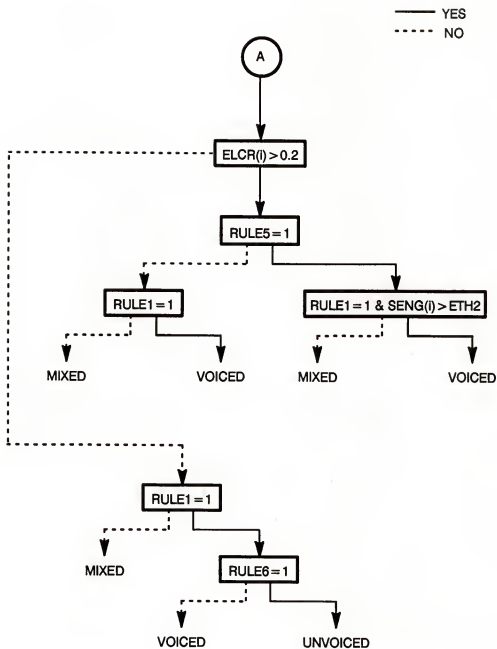 YES
NO
A
ELCR(i)>0.2
RULE5=1
RULE1=1
RULE1=1 & SENG(i)>ETH2
MIXED
VOICED
MIXED
VOICED
RULE1=1
MIXED
RULE6=1
VOICED
UNVOICED